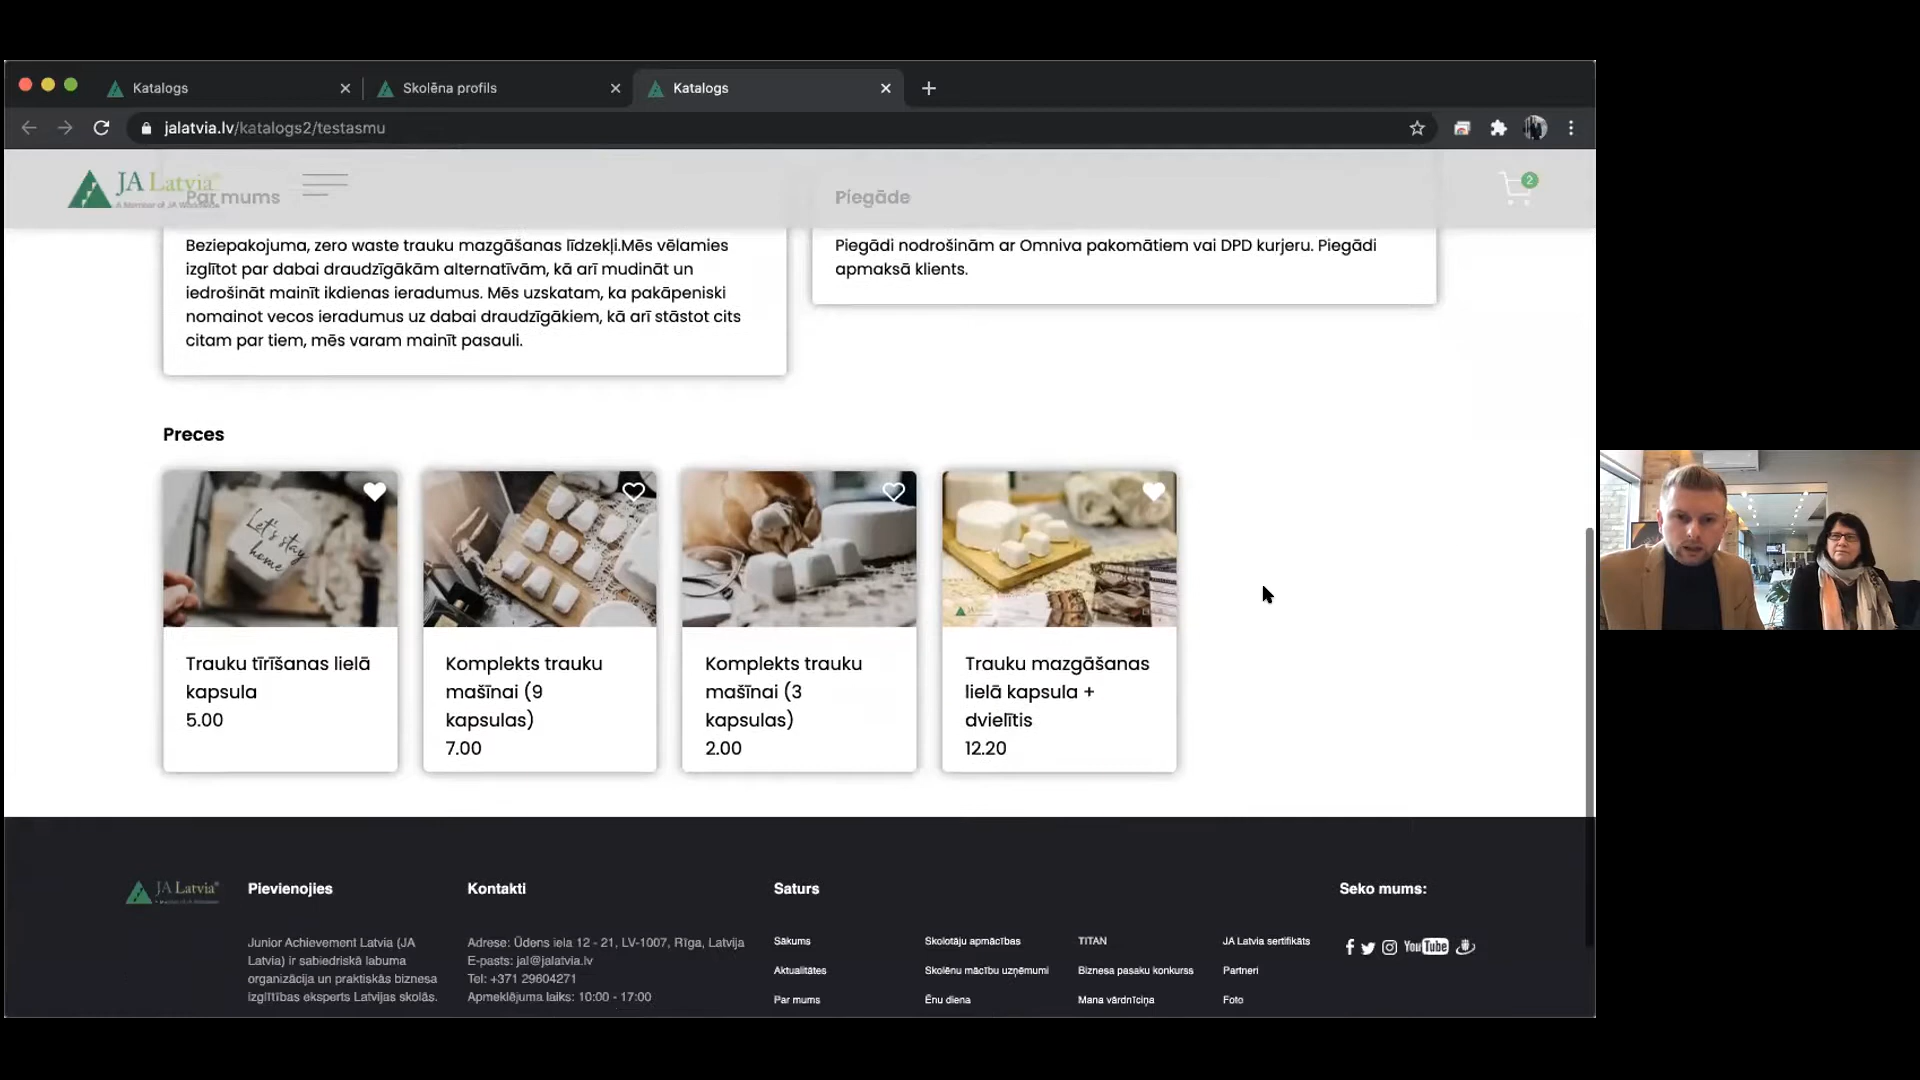 Katalogs
Skolēna profils
Katalogs
jalatvia.lv/katalogs2/testasmu
JA Latvia®
2
Par mums
Piegāde
Beziepakojuma, zero waste trauku mazgāšanas līdzekļi.Mēs vēlamies
izglītot par dabai draudzīgākām alternatīvām, kā arī mudināt un
iedrošināt mainīt ikdienas ieradumus. Mēs uzskatam, ka pakāpeniski
nomainot vecos ieradumus uz dabai draudzīgākiem, kā arī stāstot cits
citam par tiem, mēs varam mainīt pasauli.
Piegādi nodrošinām ar Omniva pakomātiem vai DPD kurjeru. Piegādi
apmaksā klients.
Preces
Let's stay
home
Trauku tīrīšanas lielā
kapsula
5.00
Komplekts trauku
mašīnai (9
kapsulas)
7.00
Komplekts trauku
mašīnai (3
kapsulas)
2.00
Trauku mazgāšanas
lielā kapsula +
dvielītis
12.20
JA Latvia®
Pievienojies
Junior Achievement Latvia (JA
Latvia) ir sabiedriskā labuma
organizācija un praktiskās biznesa
izglītības eksperts Latvijas skolās.
Kontakti
Adrese: Ūdens iela 12 - 21, LV-1007, Rīga, Latvija
E-pasts: jal@jalatvia.lv
Tel: +371 29604271
Apmeklējuma laiks: 10:00 - 17:00
Saturs
Sākums
Aktualitātes
Par mums
Skolotāju apmācības
Skolēnu mācību uzņēmumi
Ēnu diena
TITAN
Biznesa pasaku konkurss
Mana vārdnīciņa
JA Latvia sertifikāts
Partneri
Foto
Seko mums:
YouTube